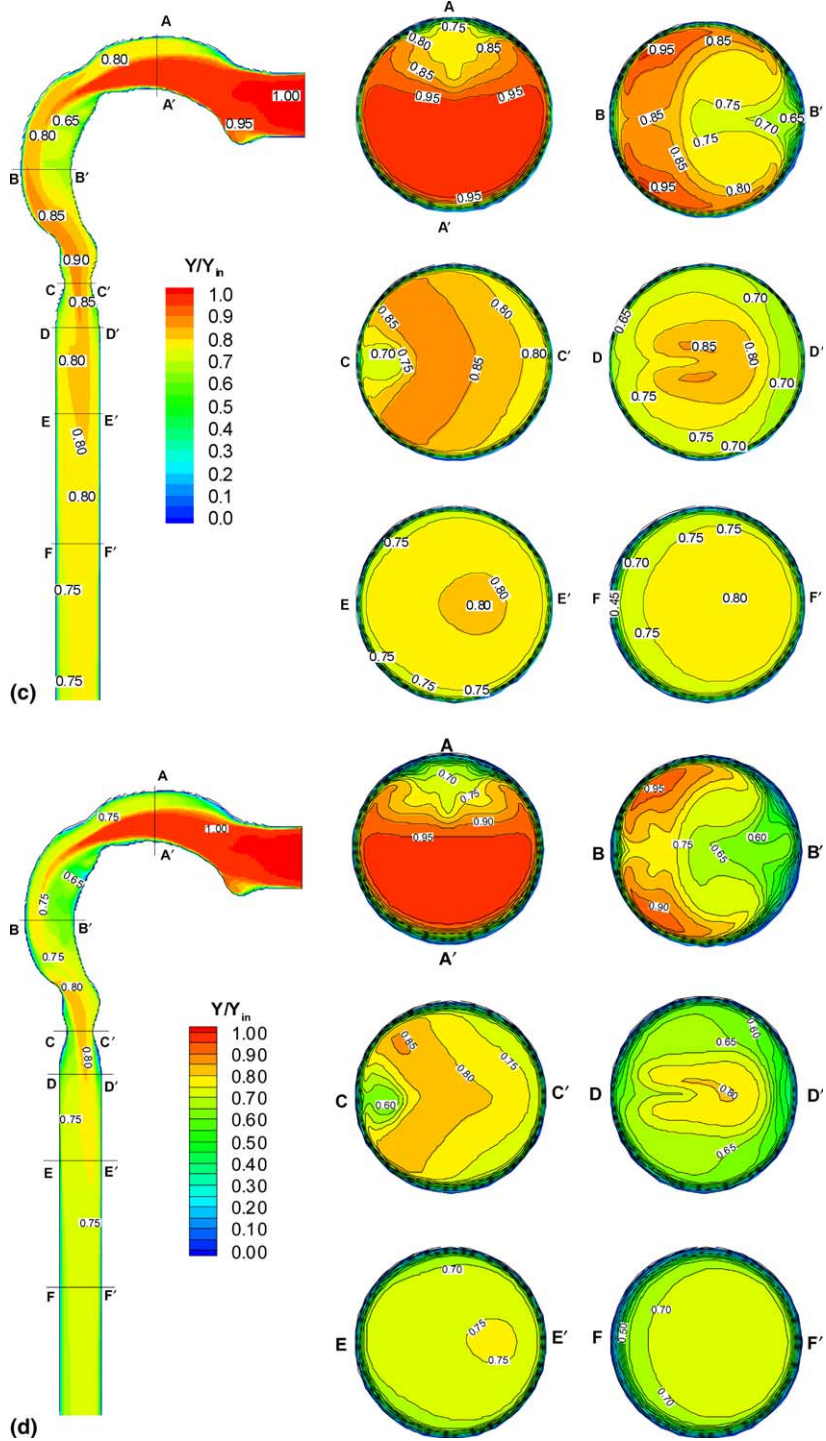 A
0.80
1.00
A'
0.95
0.65
0.80
B
B'
0.85
0.90
C
C'
0.85
D
D'
0.80
E
E'
0.80
0.80
F
F'
0.75
0.75
(c)
Y/Yin
1.0
0.9
0.8
0.7
0.6
0.5
0.4
0.3
0.2
0.1
0.0
A
0.75
0.80
0.85
0.85
0.95
0.95
0.95
A'
0.95
0.85
B
B'
0.75
0.85
0.70
0.65
0.75
0.85
0.95
0.80
0.85
0.80
C
0.70
0.75
0.85
0.80
C'
0.70
0.65
D
0.85
0.80
D'
0.70
0.75
0.75
0.70
0.75
E
0.80
0.80
E'
0.75
0.75
0.75
0.75
0.75
0.70
F
0.45
0.80
F'
0.75
A
0.75
1.00
A'
0.65
0.75
B
B'
0.75
0.80
C
C'
0.80
D
D'
0.75
E
E'
0.75
F
F'
(d)
Y/Yin
1.00
0.90
0.80
0.70
0.60
0.50
0.40
0.30
0.20
0.10
0.00
A
0.70
0.75
0.90
0.95
A'
0.95
B
0.75
0.65
0.60
B'
0.90
0.85
0.75
0.80
C
0.60
C'
0.60
0.65
D
0.80
D'
0.65
0.70
E
0.75
0.75
E'
0.70
F
0.50
F'
0.70